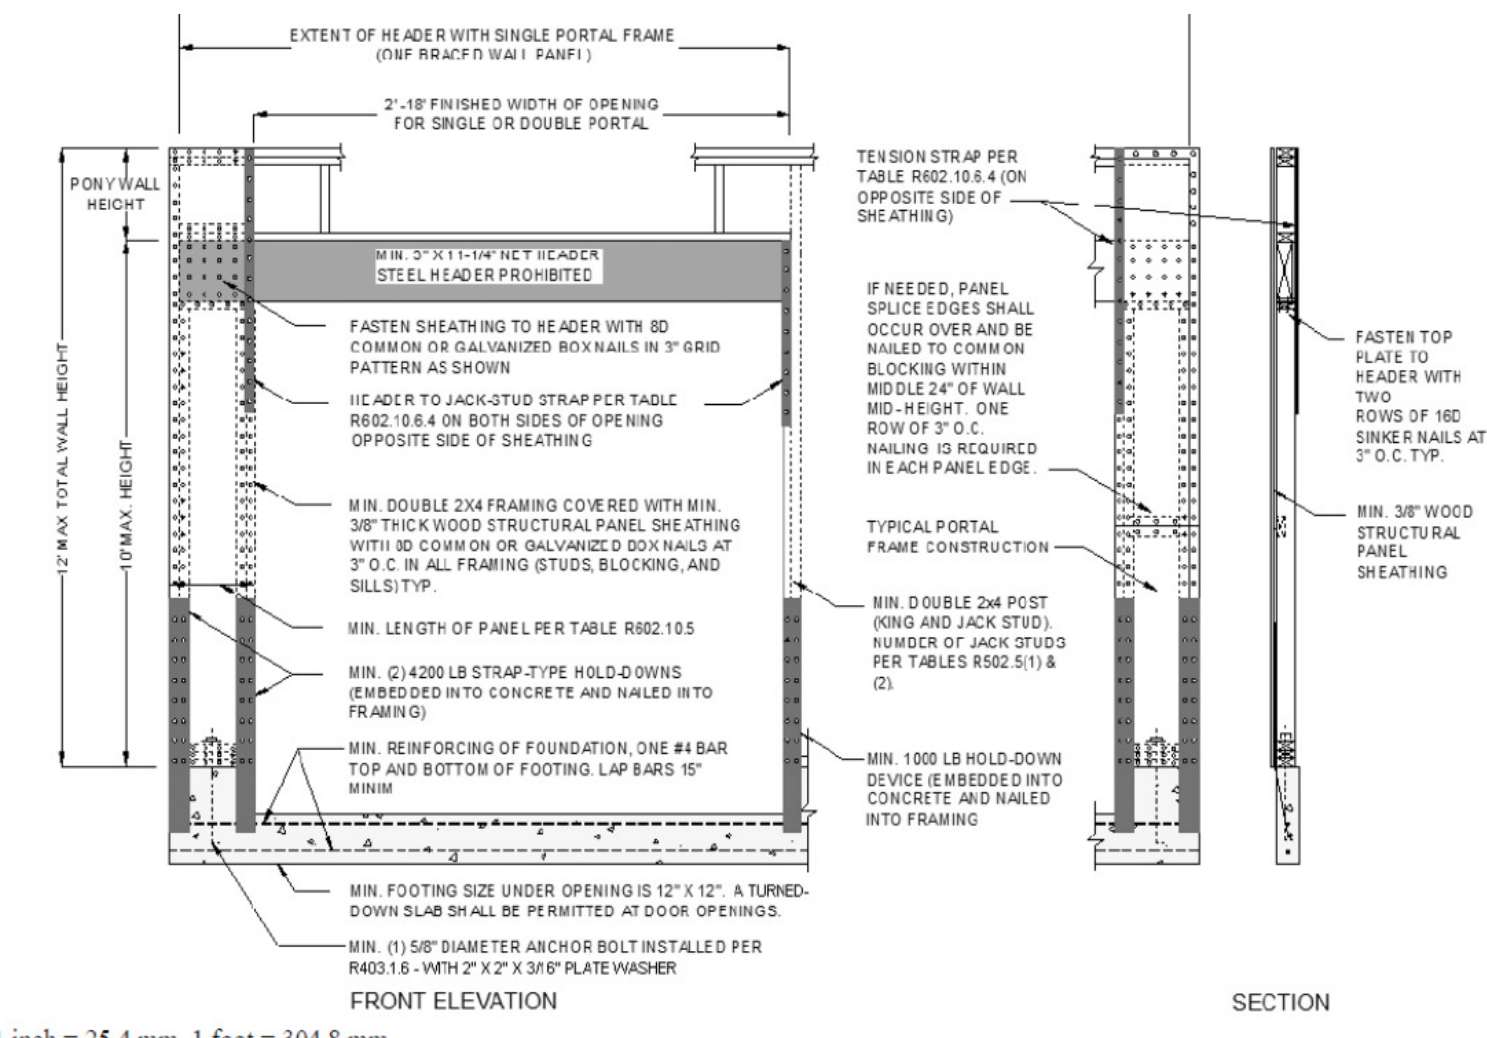 EXTENT OF HEADER WITH SINGLE PORTAL FRAME
(ONE BRACED WALL PANEL)
2'-18' FINISHED WIDTH OF OPENING
FOR SINGLE OR DOUBLE PORTAL
PONY WALL
HEIGHT
12' MAX TOTAL WALL HEIGHT
10' MAX. HEIGHT
MIN. 3" X 11-1/4" NET HEADER
STEEL HEADER PROHIBITED
FASTEN SHEATHING TO HEADER WITH 8D
COMMON OR GALVANIZED BOX NAILS IN 3" GRID
PATTERN AS SHOWN
HEADER TO JACK-STUD STRAP PER TABLE
R602.10.6.4 ON BOTH SIDES OF OPENING
OPPOSITE SIDE OF SHEATHING
MIN. DOUBLE 2X4 FRAMING COVERED WITH MIN.
3/8" THICK WOOD STRUCTURAL PANEL SHEATHING
WITH 8D COMMON OR GALVANIZED BOX NAILS AT
3" O.C. IN ALL FRAMING (STUDS, BLOCKING, AND
SILLS) TYP.
MIN. LENGTH OF PANEL PER TABLE R602.10.5
MIN. (2) 4200 LB STRAP-TYPE HOLD-DOWNS
(EMBEDDED INTO CONCRETE AND NAILED INTO
FRAMING)
MIN. REINFORCING OF FOUNDATION, ONE #4 BAR
TOP AND BOTTOM OF FOOTING. LAP BARS 15"
MINIM
MIN. FOOTING SIZE UNDER OPENING IS 12" X 12". A TURNED-
DOWN SLAB SHALL BE PERMITTED AT DOOR OPENINGS.
MIN. (1) 5/8" DIAMETER ANCHOR BOLT INSTALLED PER
R403.1.6 - WITH 2" X 2" X 3/16" PLATE WASHER
FRONT ELEVATION
TENSION STRAP PER
TABLE R602.10.6.4 (ON
OPPOSITE SIDE OF
SHEATHING)
IF NEEDED, PANEL
SPLICE EDGES SHALL
OCCUR OVER AND BE
NAILED TO COMMON
BLOCKING WITHIN
MIDDLE 24" OF WALL
MID-HEIGHT. ONE
ROW OF 3" O.C.
NAILING IS REQUIRED
IN EACH PANEL EDGE.
TYPICAL PORTAL
FRAME CONSTRUCTION
MIN. DOUBLE 2x4 POST
(KING AND JACK STUD).
NUMBER OF JACK STUDS
PER TABLES R502.5(1) &
(2).
MIN. 1000 LB HOLD-DOWN
DEVICE (EMBEDDED INTO
CONCRETE AND NAILED
INTO FRAMING
FASTEN TOP
PLATE TO
HEADER WITH
TWO
ROWS OF 16D
SINKER NAILS AT
3" O.C. TYP.
MIN. 3/8" WOOD
STRUCTURAL
PANEL
SHEATHING
SECTION
inch = 25.4 mm, 1 foot = 304.8 mm